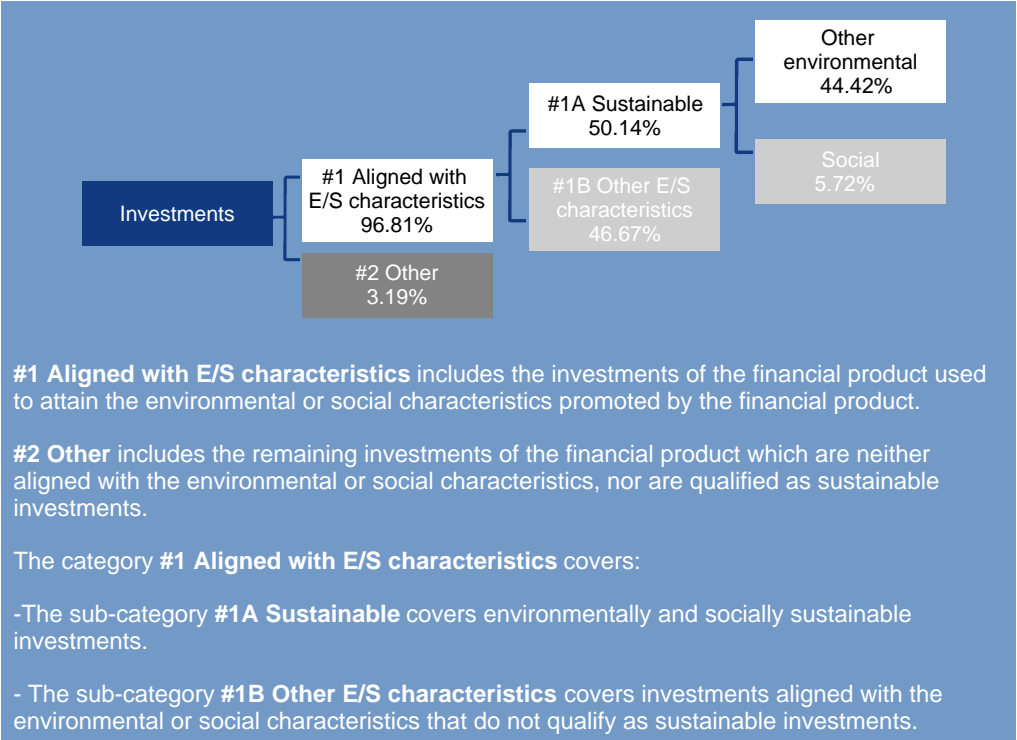 Other
environmental
44.42%
#1A Sustainable
50.14%
Social
5.72%
#1 Aligned with
E/S characteristics
96.81%
#1B Other E/S
characteristics
46.67%
Investments
#2 Other
3.19%
#1 Aligned with E/S characteristics includes the investments of the financial product used
to attain the environmental or social characteristics promoted by the financial product.
#2 Other includes the remaining investments of the financial product which are neither
aligned with the environmental or social characteristics, nor are qualified as sustainable
investments.
The category #1 Aligned with E/S characteristics covers:
-The sub-category #1A Sustainable covers environmentally and socially sustainable
investments.
- The sub-category #1B Other E/S characteristics covers investments aligned with the
environmental or social characteristics that do not qualify as sustainable investments.